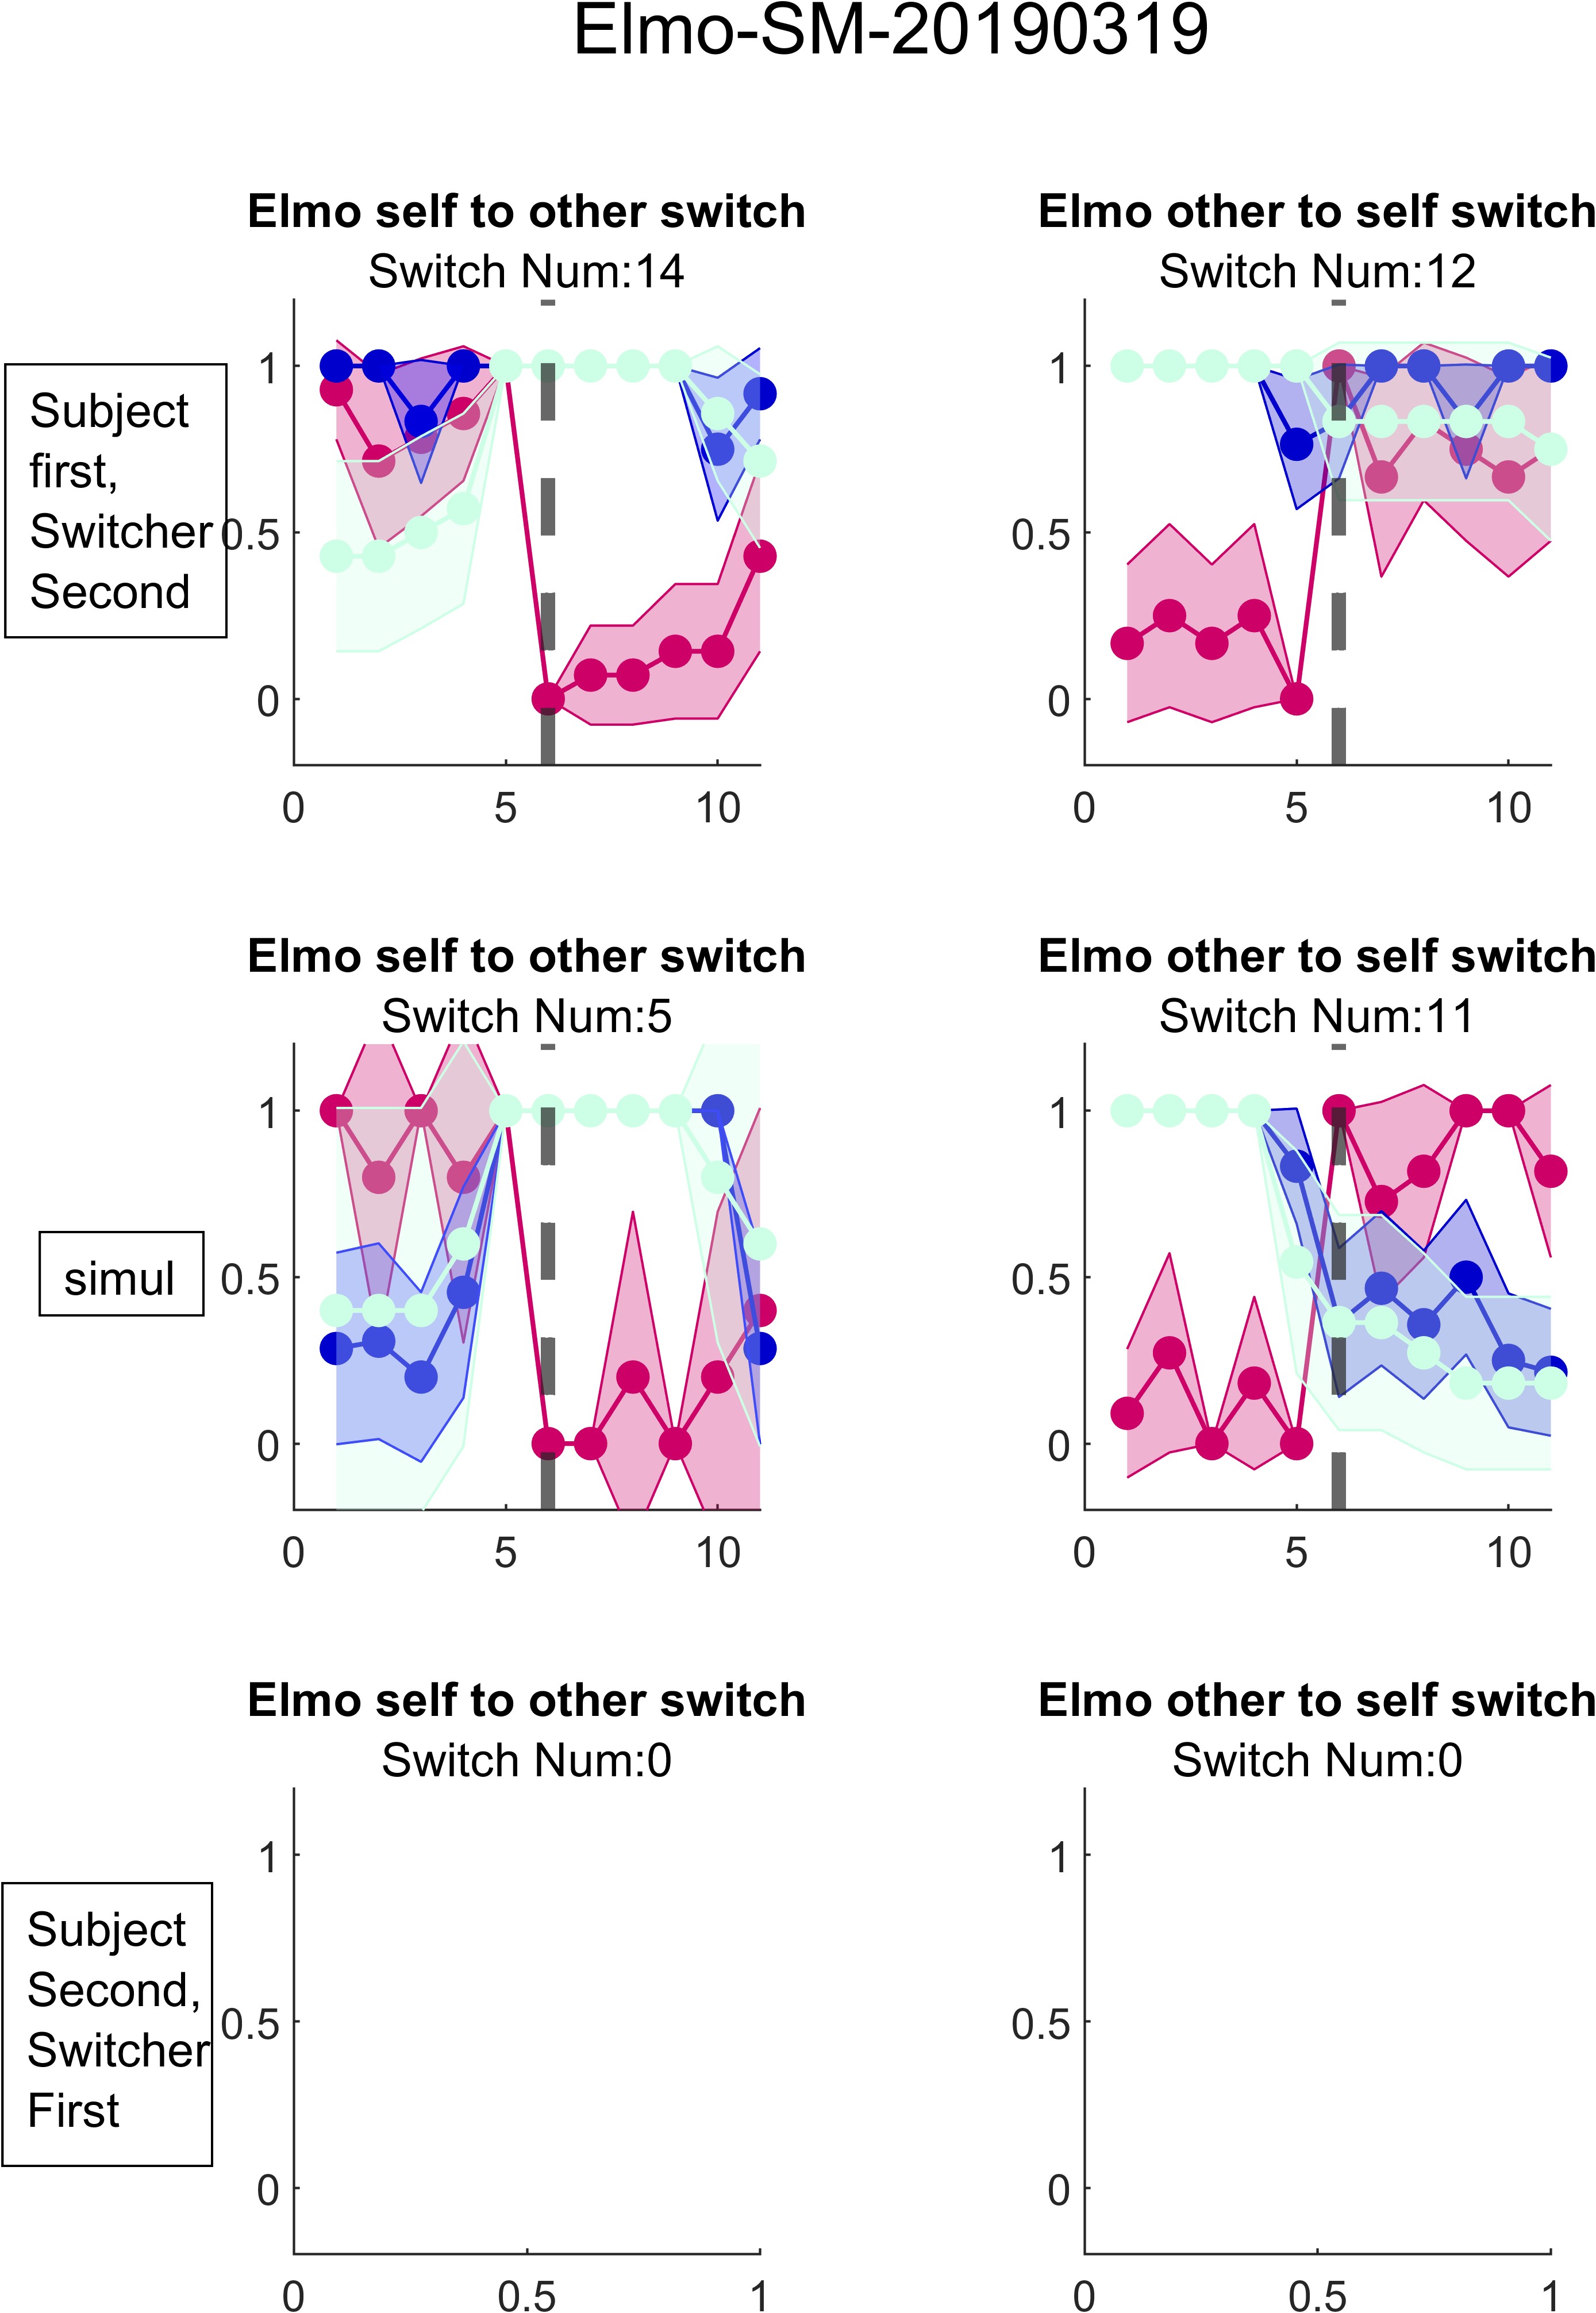 Elmo-SM-20190319
Elmo self to other switch
Switch Num:14
Elmo other to self switch
Switch Num:12
Subject
first,
Switcher
Second
1
0.5
0
0 5 10
1
0.5
0
0 5 10
Elmo self to other switch
Switch Num:5
Elmo other to self switch
Switch Num:11
simul
1
0.5
0
0 5 10
1
0.5
0
0 5 10
Elmo self to other switch
Switch Num:0
Elmo other to self switch
Switch Num:0
Subject
Second,
Switcher
First
1
0.5
0
0 0.5 1
1
0.5
0
0 0.5 1